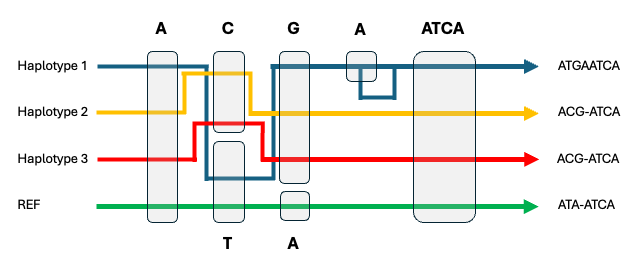 A C G A ATCA
Haplotype 1 ATGAATCA
Haplotype 2 ACG-ATCA
Haplotype 3 ACG-ATCA
REF ATA-ATCA
T A